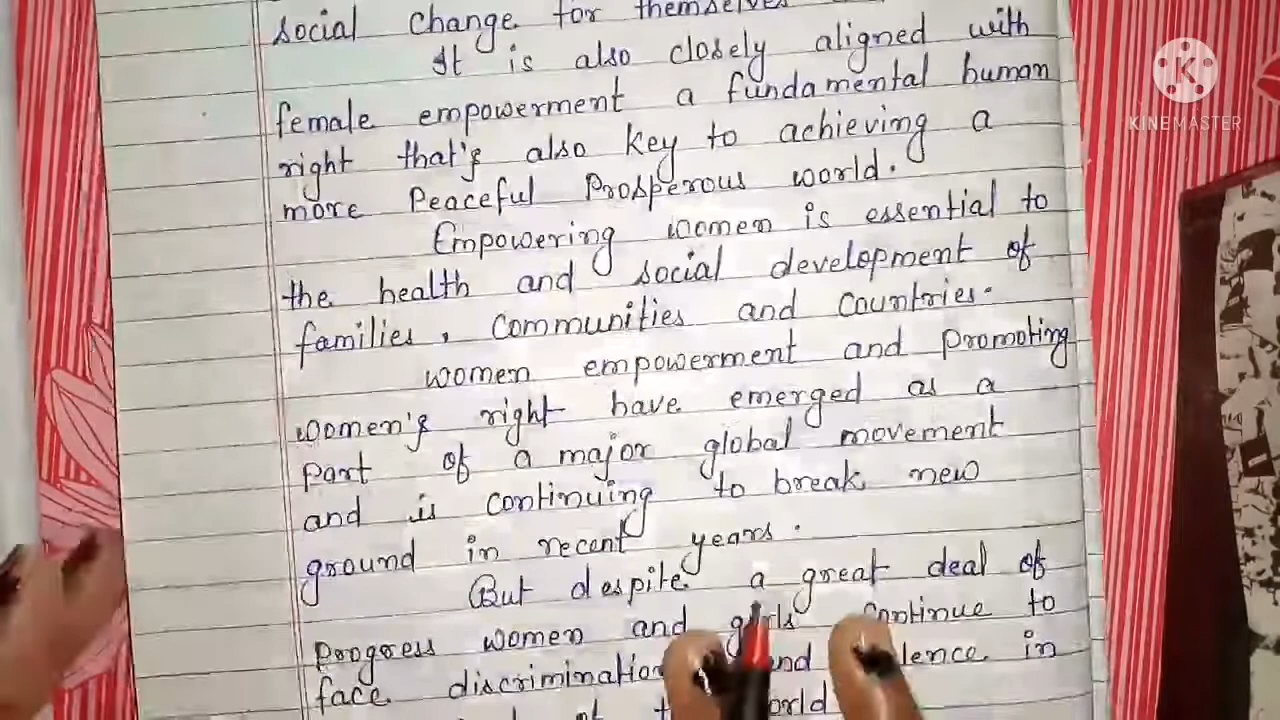 social change for themselves
It is also closely aligned with
female empowerment a fundamental human
right that's also key to achieving a
more Peaceful Prosperous world.
Empowering women is essential to
the health and social development of
families, communities and countries.
women empowerment and promoting
women's right have emerged as a
part of a major global movement
and is continuing to break new
ground in recent years.
But despite a great deal of
Progress women and girls continue to
face discrimination and in
of
KINEMASTER